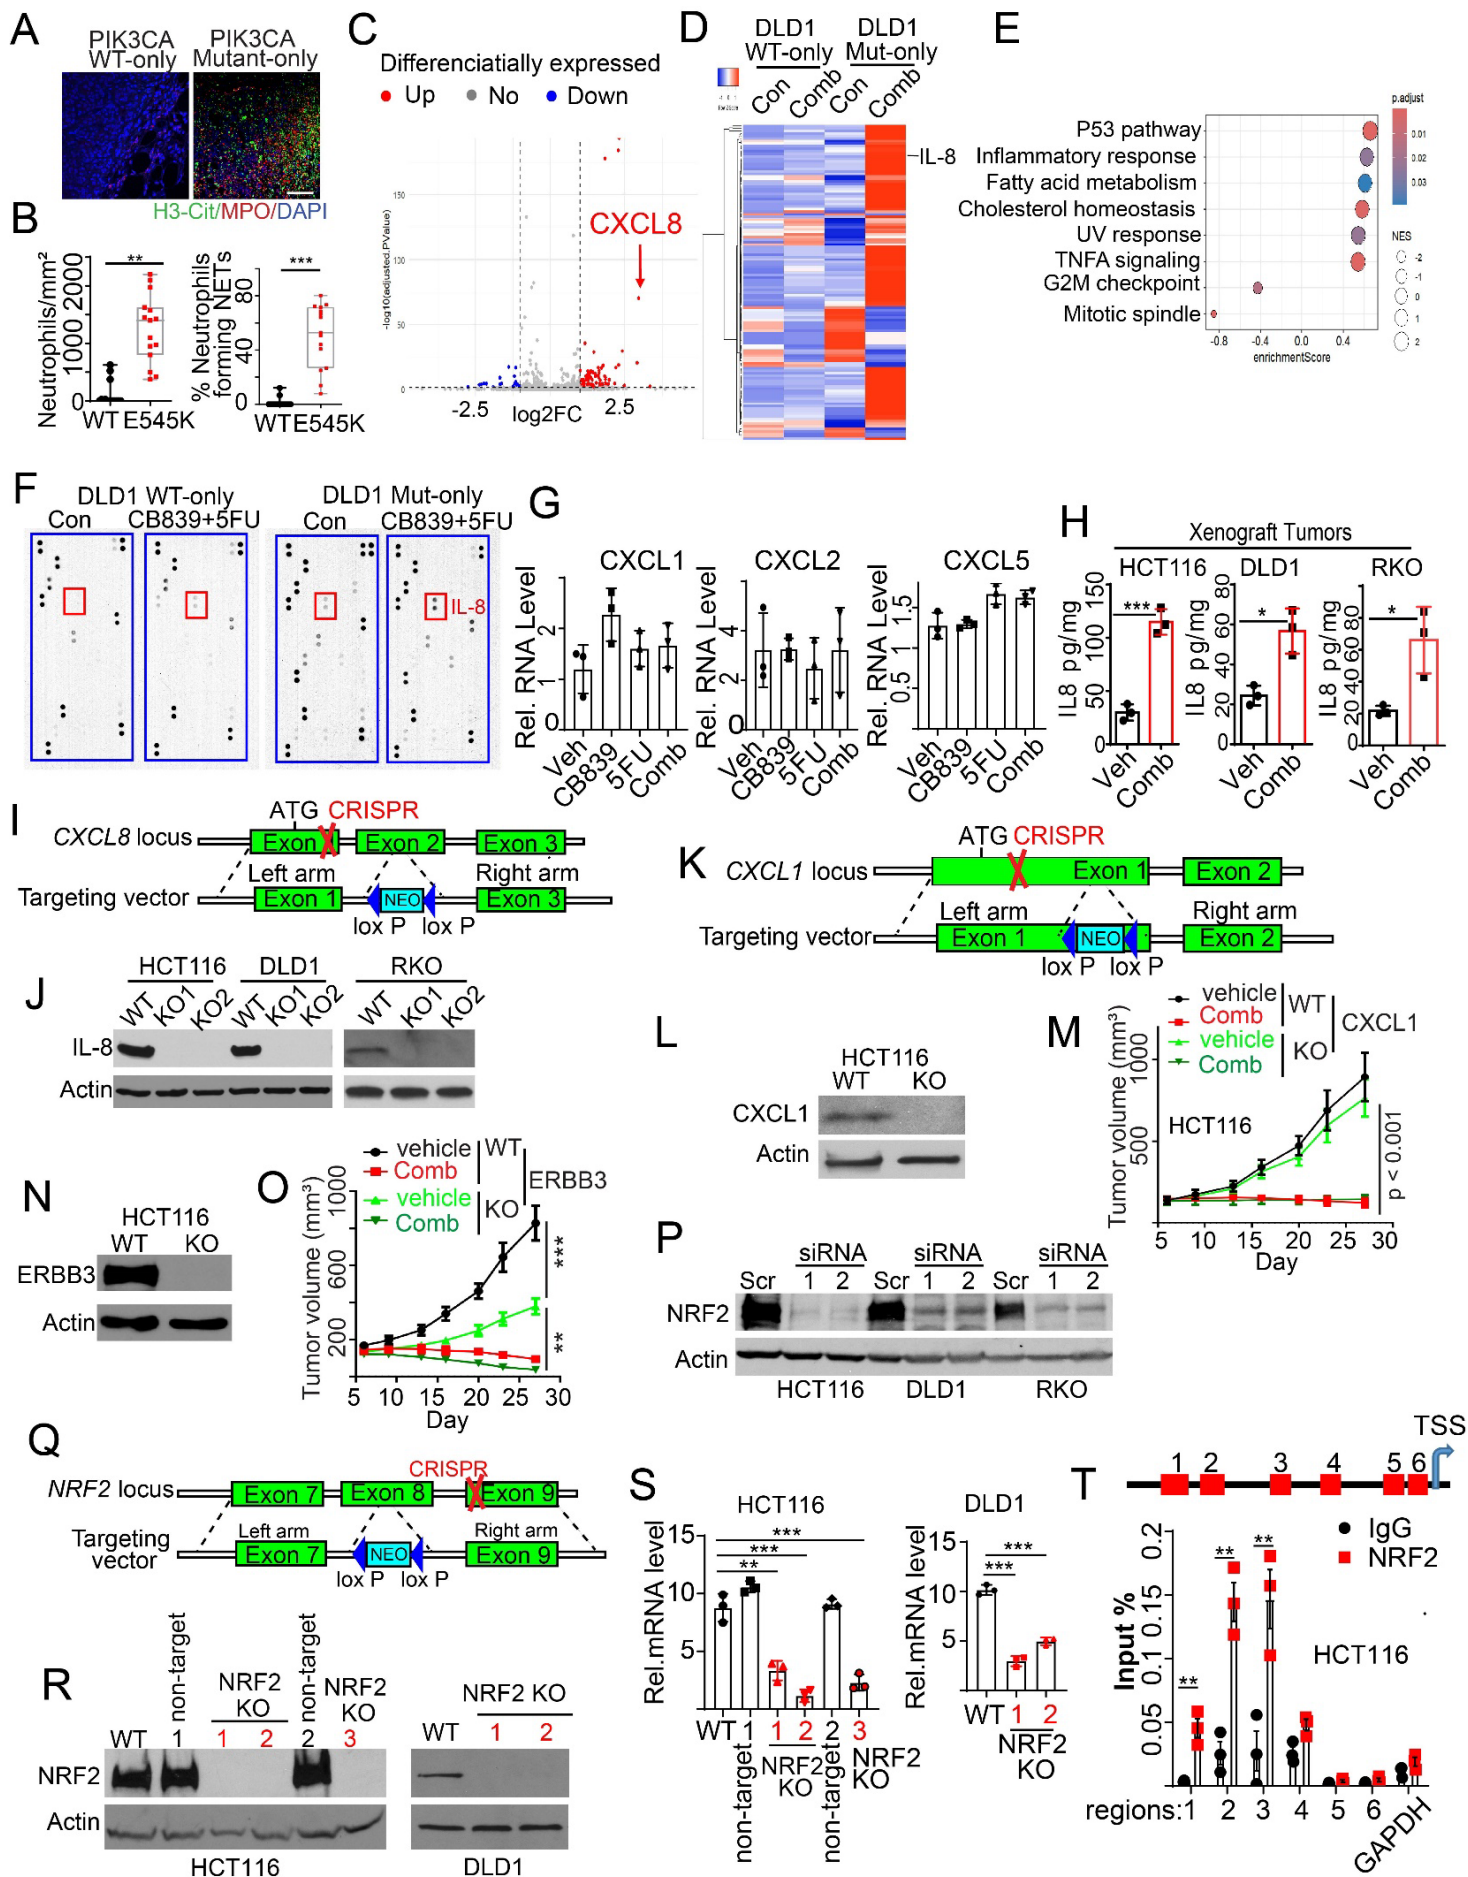 A
PIK3CA WT-only
PIK3CA Mutant-only
H3-Cit/MPO/DAPI
B
Neutrophils/mm²
0 1000 2000
**
WT E545K
% Neutrophils forming NETs
0 40 80
***
WT E545K
C
Differenciatially expressed
Up No Down
-log10(adjusted.PValue)
150
100
50
0
CXCL8
-2.5 log2FC 2.5
D
DLD1 WT-only
DLD1 Mut-only
Con Comb Con Comb
IL-8
E
P53 pathway
Inflammatory response
Fatty acid metabolism
Cholesterol homeostasis
UV response
TNFA signaling
G2M checkpoint
Mitotic spindle
-0.8 -0.4 0.0 0.4
enrichmentScore
p.adjust
0.01
0.02
0.03
NES
-2
-1
0
1
2
F
DLD1 WT-only
DLD1 Mut-only
Con CB839+5FU Con CB839+5FU
IL-8
G
CXCL1 CXCL2 CXCL5
Rel. RNA Level
0 1 2
Veh CB839 5FU Comb
Rel. RNA Level
0 2 4
Veh CB839 5FU Comb
Rel. RNA Level
0.5 1 1.5
Veh CB839 5FU Comb
H
Xenograft Tumors
HCT116 DLD1 RKO
IL8 pg/mg
0 50 100 150
***
Veh Comb
IL8 pg/mg
0 20 40 60 80
*
Veh Comb
IL8 pg/mg
0 20 40 60 80
*
Veh Comb
I
ATG CRISPR
CXCL8 locus
Exon Exon 2 Exon 3
Left arm Right arm
Targeting vector
Exon 1 NEO Exon 3
lox P lox P
J
HCT116 DLD1 RKO
WT KO1 KO2 WT KO1 KO2 WT KO1 KO2
IL-8
Actin
K
ATG CRISPR
CXCL1 locus
Exon 1 Exon 2
Left arm Right arm
Targeting vector
Exon 1 NEO Exon 2
lox P lox P
L
HCT116
WT KO
CXCL1
Actin
M
vehicle
Comb
WT
vehicle
Comb
KO
CXCL1
HCT116
Tumor volume (mm³)
500 1000
p < 0.001
5 10 15 20 25 30
Day
N
HCT116
WT KO
ERBB3
Actin
O
vehicle
Comb
WT
vehicle
Comb
KO
ERBB3
Tumor volume (mm³)
200 600 1000
***
**
5 10 15 20 25 30
Day
P
siRNA siRNA siRNA
Scr 1 2 Scr 1 2 Scr 1 2
NRF2
Actin
HCT116 DLD1 RKO
Q
CRISPR
NRF2 locus
Exon 7 Exon 8 Exon 9
Left arm Right arm
Targeting vector
Exon 7 NEO Exon 9
lox P lox P
R
WT
non-target 1
NRF2 KO
1 2
non-target 2
NRF2 KO
3
NRF2
Actin
HCT116
NRF2 KO
WT 1 2
DLD1
S
HCT116
Rel.mRNA level
5 10 15
***
***
**
WT
non-target 1
1 2
NRF2 KO
non-target 2
3
NRF2 KO
DLD1
Rel.mRNA level
5 10 15
***
***
WT 1 2
NRF2 KO
T
TSS
1 2 3 4 5 6
IgG
NRF2
HCT116
Input %
0.05 0.1 0.15 0.2
** ** **
regions:1 2 3 4 5 6 GAPDH